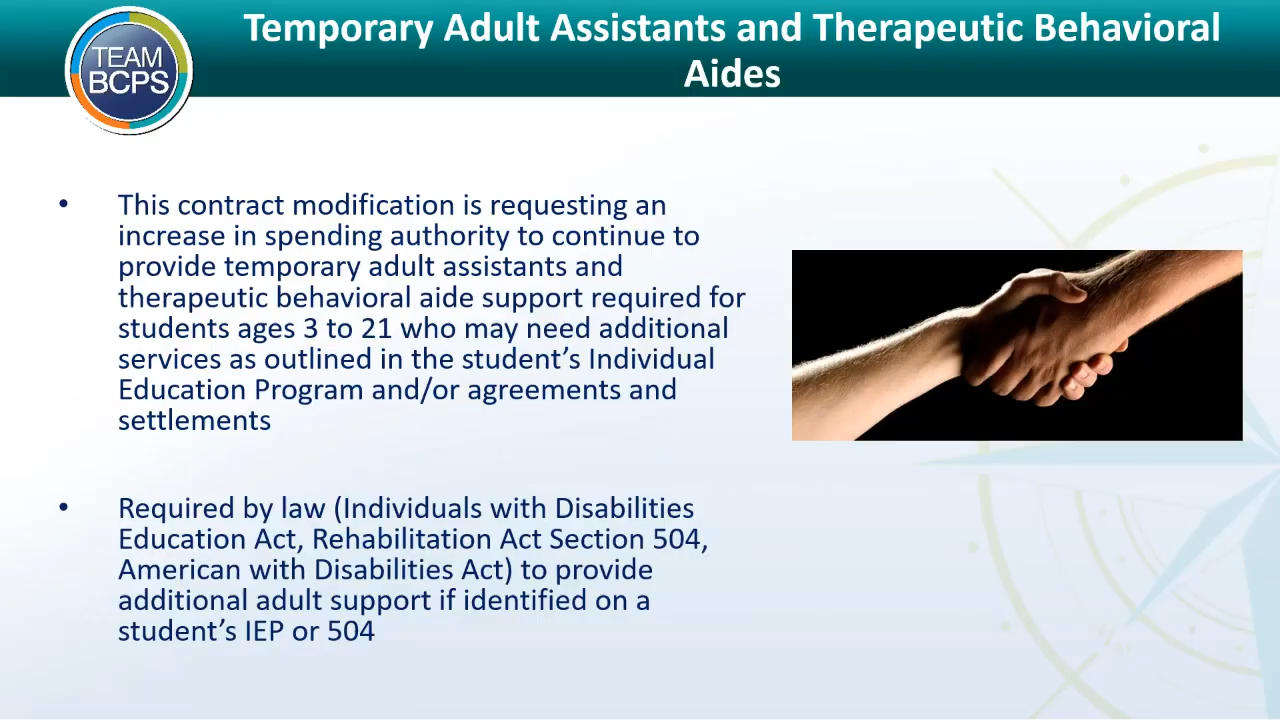 TEAM
BCPS
Temporary Adult Assistants and Therapeutic Behavioral
Aides
• This contract modification is requesting an
increase in spending authority to continue to
provide temporary adult assistants and
therapeutic behavioral aide support required for
students ages 3 to 21 who may need additional
services as outlined in the student’s Individual
Education Program and/or agreements and
settlements
• Required by law (Individuals with Disabilities
Education Act, Rehabilitation Act Section 504,
American with Disabilities Act) to provide
additional adult support if identified on a
student’s IEP or 504